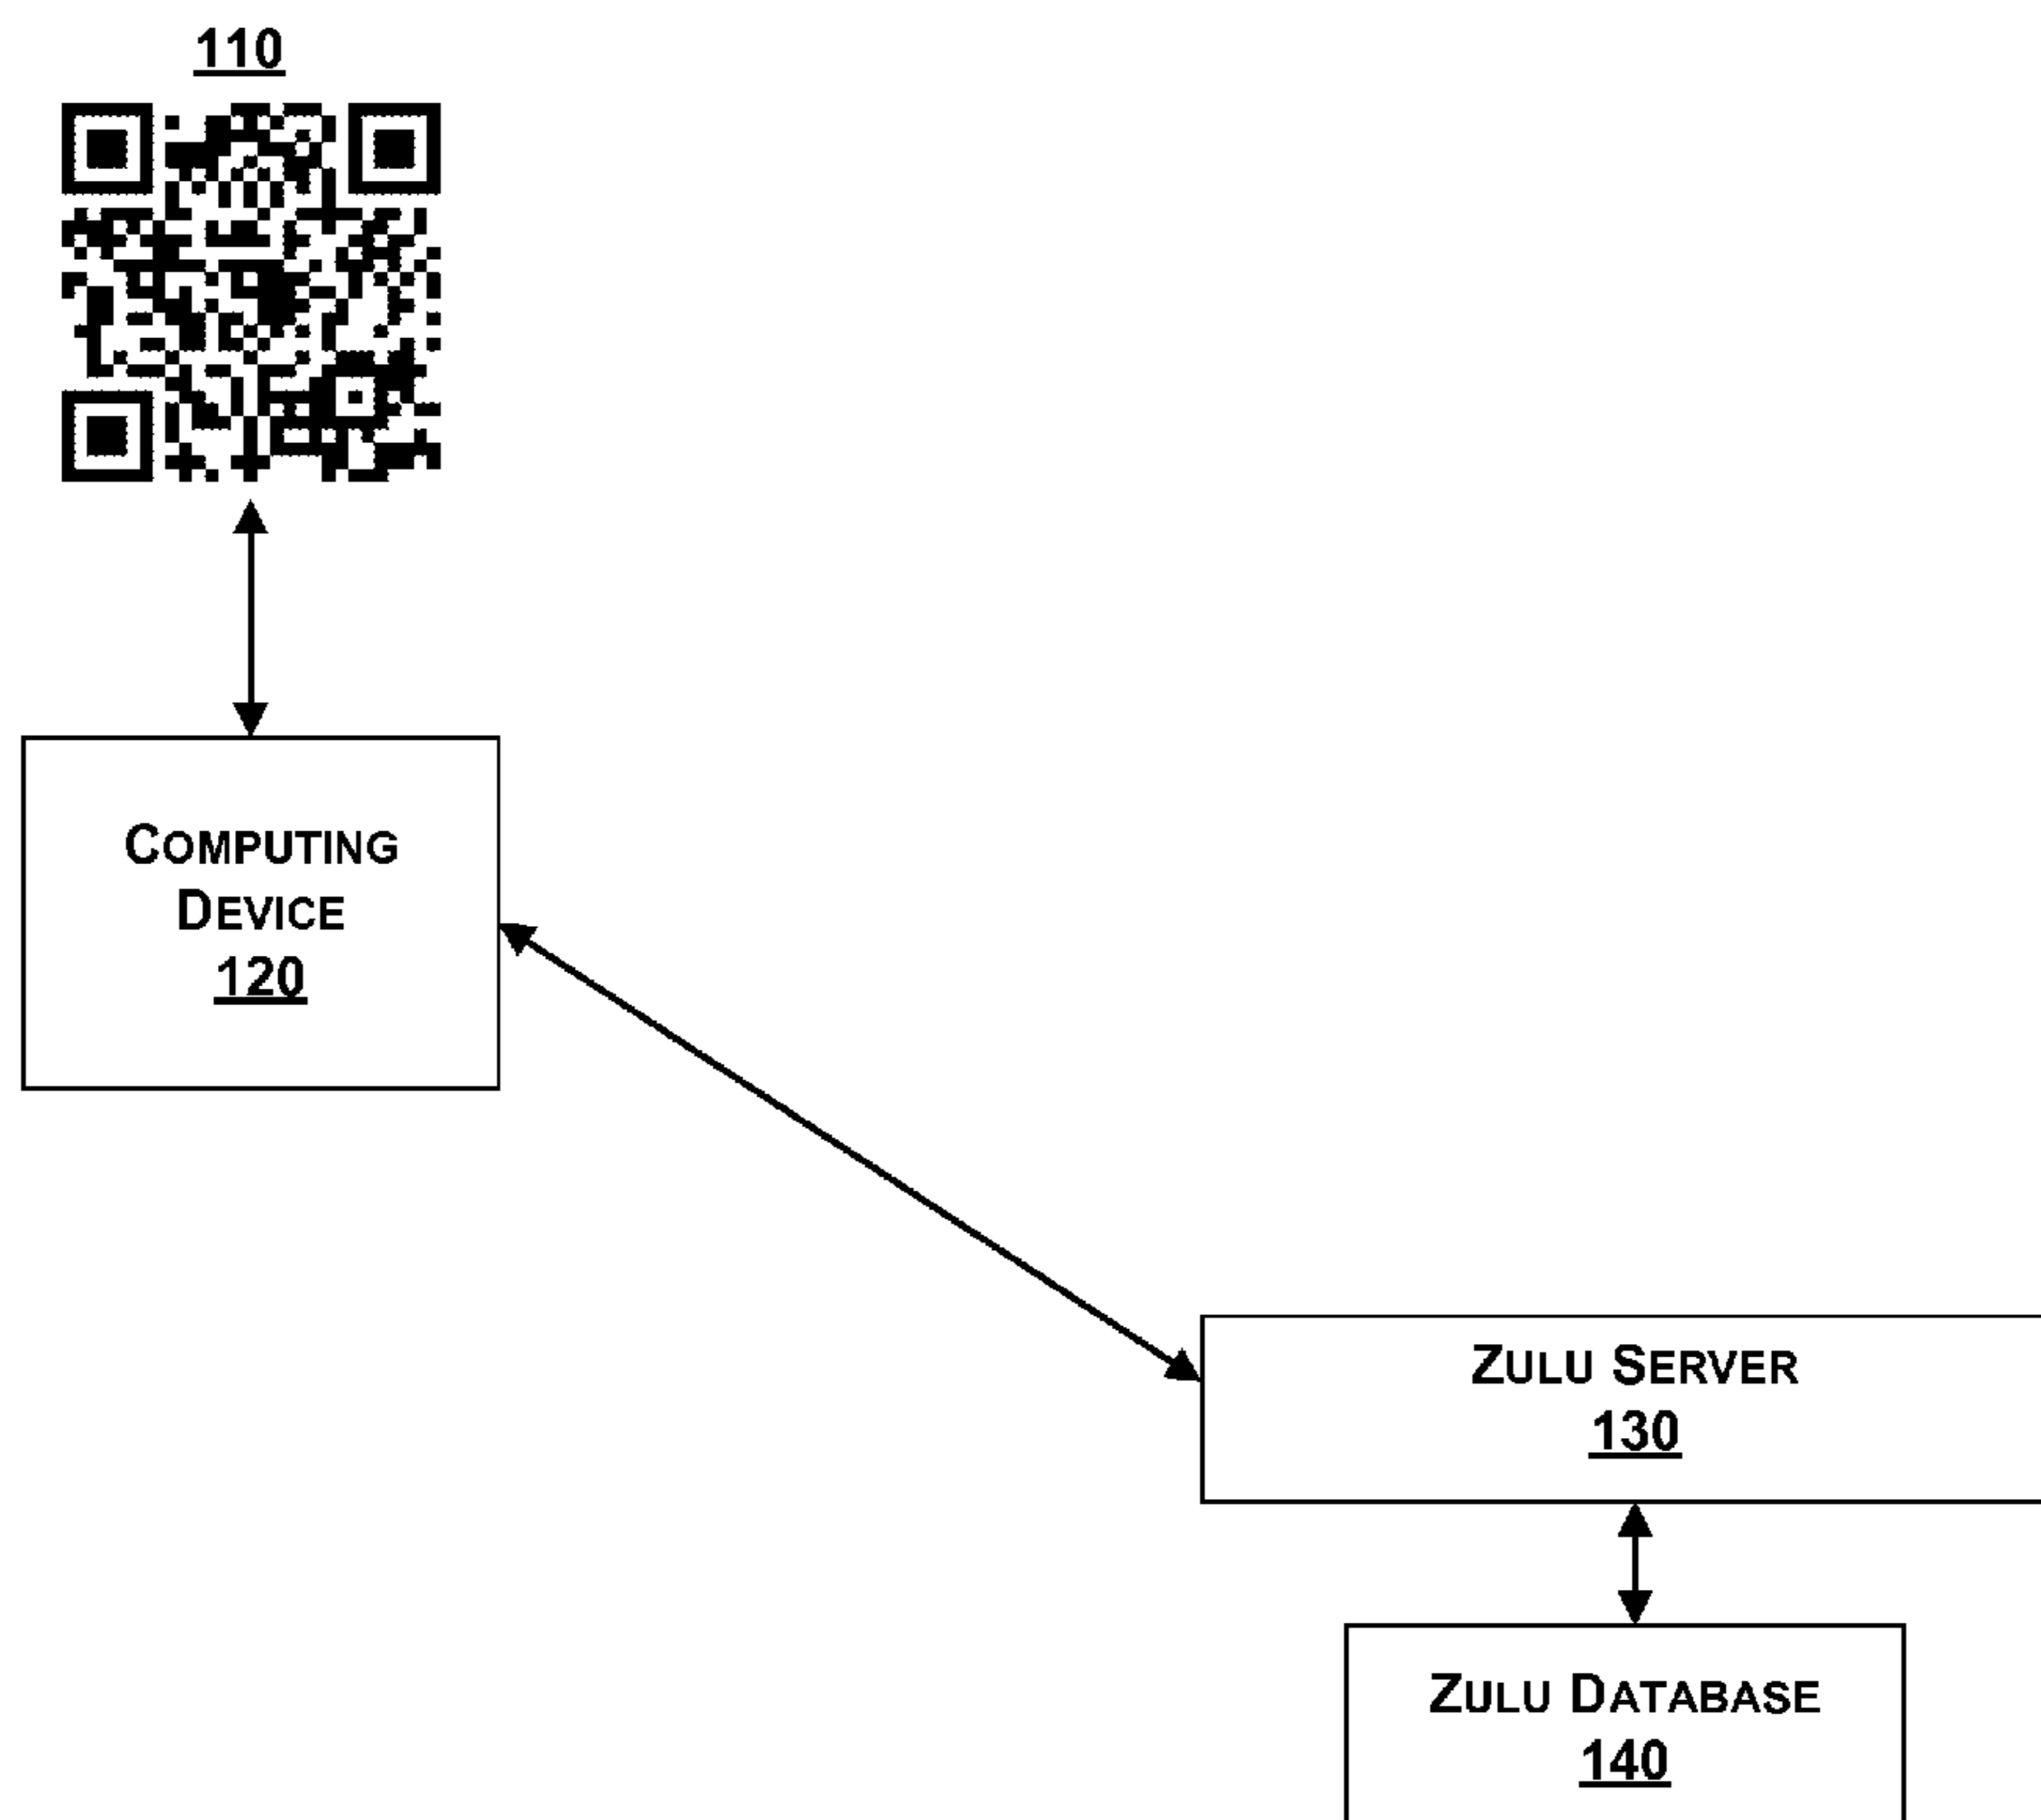 110
COMPUTING
DEVICE
120
ZULU SERVER
130
ZULU DATABASE
140